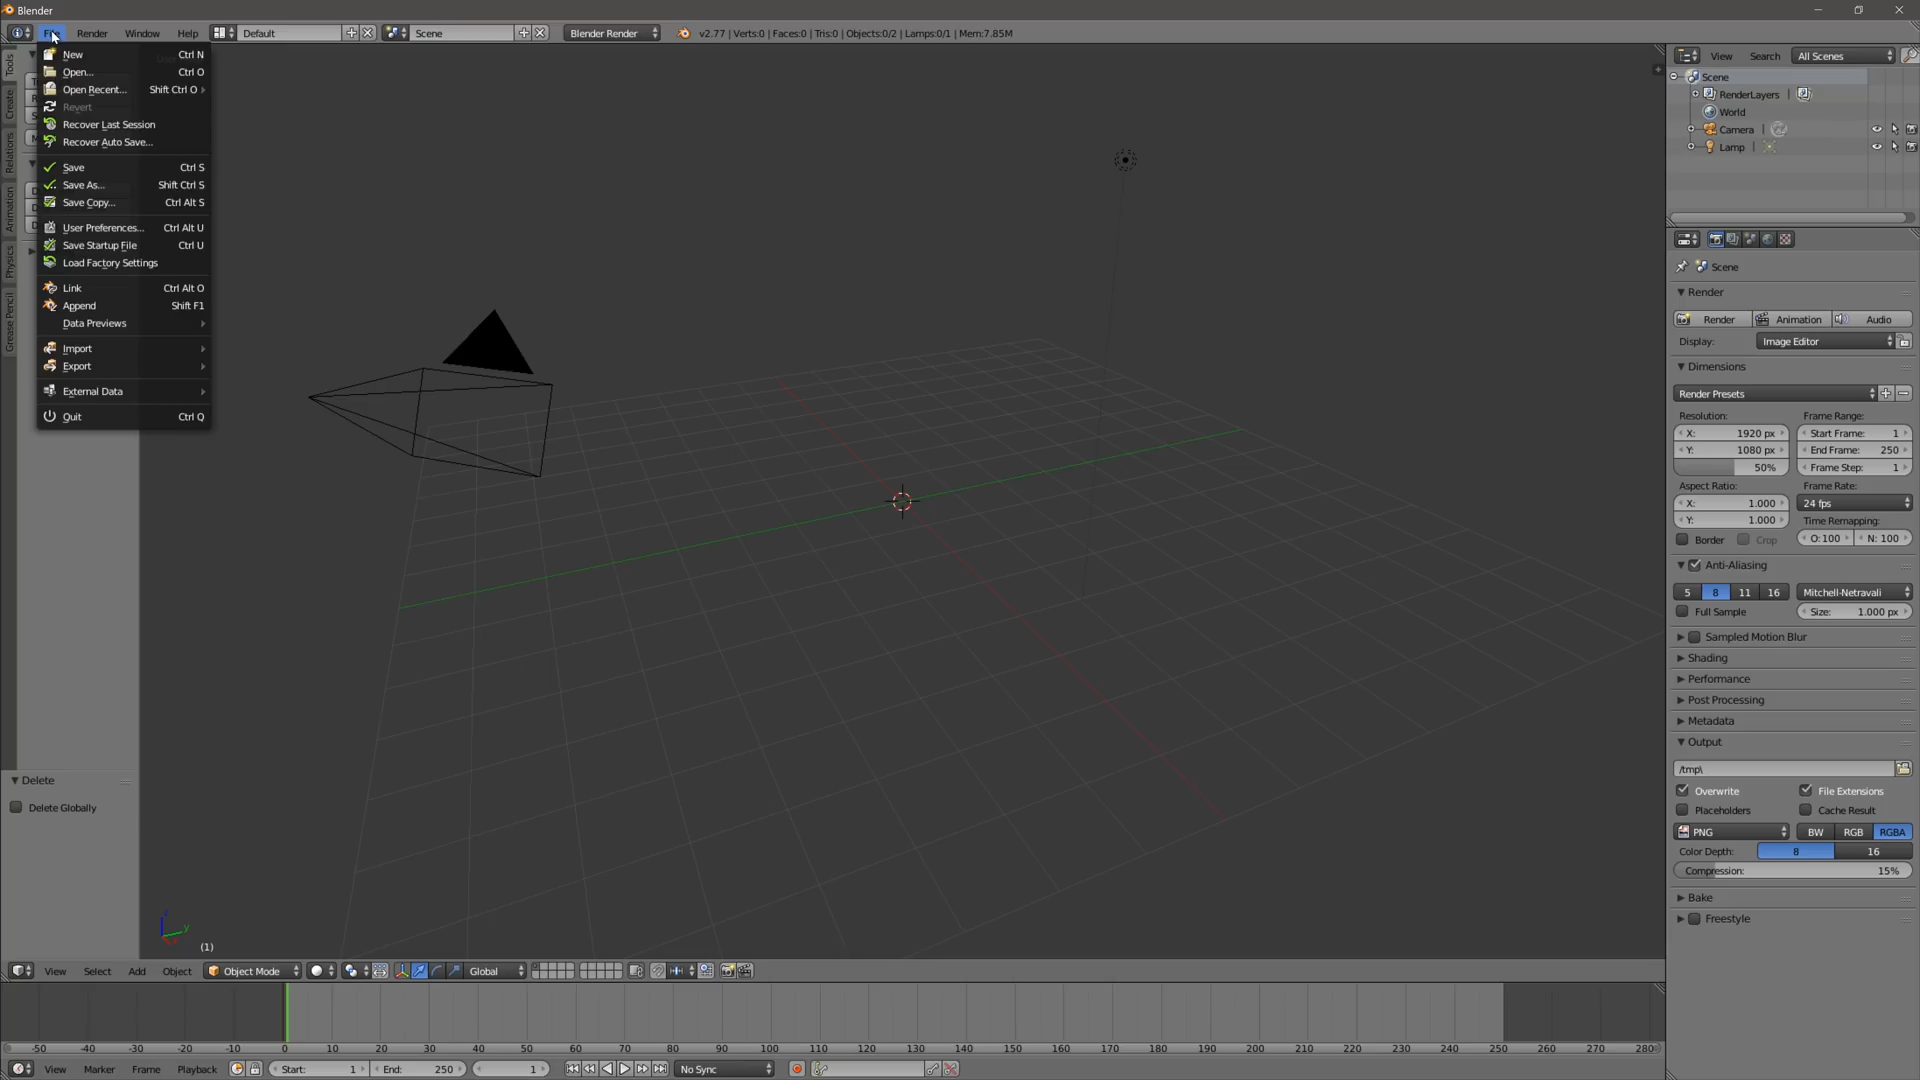 Blender
File Render Window Help Default Scene Blender Render v2.77 | Verts:0 | Faces:0 | Tris:0 | Objects:0/2 | Lamps:0/1 | Mem:7.85M
New Ctrl N
Open... Ctrl O
Open Recent... Shift Ctrl O
Revert
Recover Last Session
Recover Auto Save...
Save Ctrl S
Save As... Shift Ctrl S
Save Copy... Ctrl Alt S
User Preferences... Ctrl Alt U
Save Startup File Ctrl U
Load Factory Settings
Link Ctrl Alt O
Append Shift F1
Data Previews
Import
Export
External Data
Quit Ctrl Q
Tools
Create
Relations
Animation
Physics
Grease Pencil
Delete
Delete Globally
z
y
x
(1)
View Select Add Object Object Mode Global
-50 -40 -30 -20 -10 0 10 20 30 40 50 60 70 80 90 100 110 120 130 140 150 160 170 180 190 200 210 220 230 240 250 260 270 280
View Marker Frame Playback Start: 1 End: 250 1 No Sync
View Search All Scenes
Scene
RenderLayers |
World
Camera |
Lamp |
Scene
Render
Render Animation Audio
Display: Image Editor
Dimensions
Render Presets
Resolution: Frame Range:
X: 1920 px Start Frame: 1
Y: 1080 px End Frame: 250
50% Frame Step: 1
Aspect Ratio: Frame Rate:
X: 1.000 24 fps
Y: 1.000 Time Remapping:
Border Crop O: 100 N: 100
Anti-Aliasing
5 8 11 16 Mitchell-Netravali
Full Sample Size: 1.000 px
Sampled Motion Blur
Shading
Performance
Post Processing
Metadata
Output
/tmp\
Overwrite File Extensions
Placeholders Cache Result
PNG BW RGB RGBA
Color Depth: 8 16
Compression: 15%
Bake
Freestyle